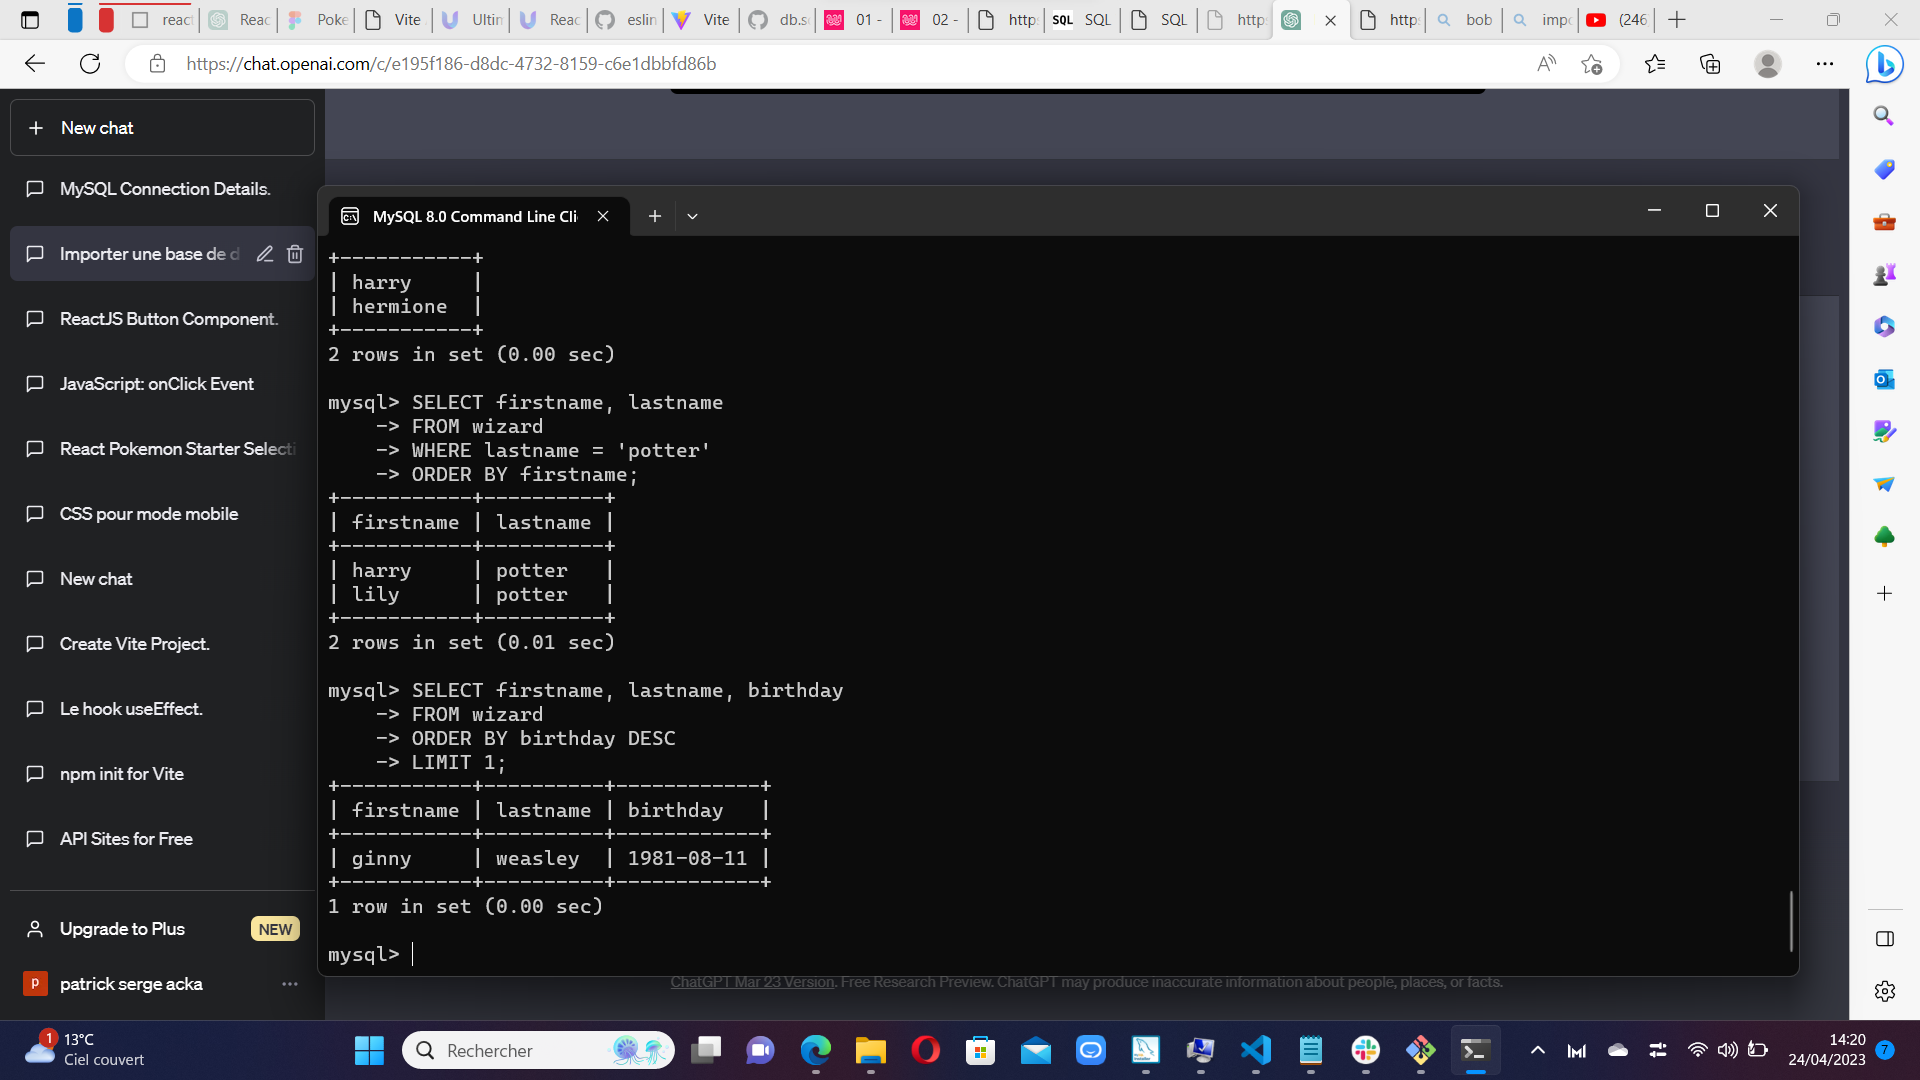 reac
Reac
Poke
Vite
Ultin
Reac
eslin
Vite
db.s
01 -
02 -
http
SQL SQL
SQL
http
http
bob
impo
(246
https://chat.openai.com/c/e195f186-d8dc-4732-8159-c6e1dbbfd86b
New chat
MySQL Connection Details.
Importer une base de d
ReactJS Button Component.
JavaScript: onClick Event
React Pokemon Starter Selecti
CSS pour mode mobile
New chat
Create Vite Project.
Le hook useEffect.
npm init for Vite
API Sites for Free
Upgrade to Plus NEW
P patrick serge acka
MySQL 8.0 Command Line Cli
+-----------+
| harry     |
| hermione  |
+-----------+
2 rows in set (0.00 sec)
mysql> SELECT firstname, lastname
    -> FROM wizard
    -> WHERE lastname = 'potter'
    -> ORDER BY firstname;
+-----------+----------+
| firstname | lastname |
+-----------+----------+
| harry     | potter   |
| lily      | potter   |
+-----------+----------+
2 rows in set (0.01 sec)
mysql> SELECT firstname, lastname, birthday
    -> FROM wizard
    -> ORDER BY birthday DESC
    -> LIMIT 1;
+-----------+----------+------------+
| firstname | lastname | birthday   |
+-----------+----------+------------+
| ginny     | weasley  | 1981-08-11 |
+-----------+----------+------------+
1 row in set (0.00 sec)
mysql>
ChatGPT Mar 23 Version. Free Research Preview. ChatGPT may produce inaccurate information about people, places, or facts.
1
13°C
Ciel couvert
Rechercher
14:20
24/04/2023
7